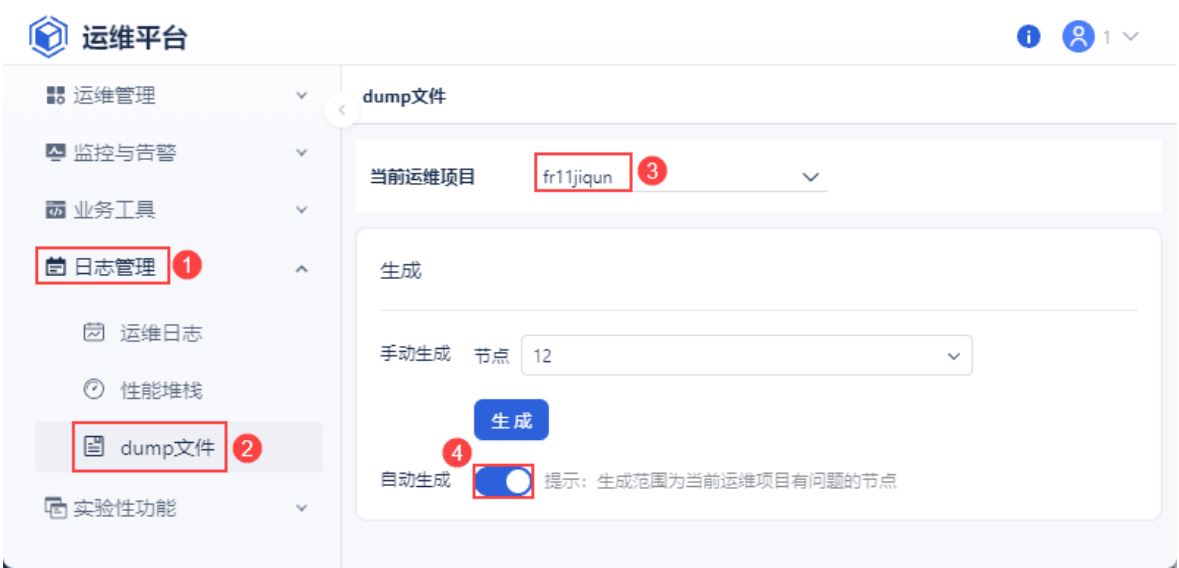 运维平台
1
运维管理
监控与告警
业务工具
日志管理 1
运维日志
性能堆栈
dump文件 2
实验性功能
dump文件
当前运维项目 fr11jiqun 3
生成
手动生成 节点 12
生成
4
自动生成 提示：生成范围为当前运维项目有问题的节点